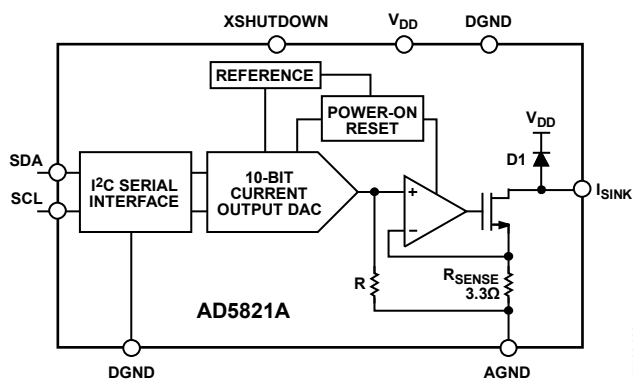 XSHUTDOWN
VDD
DGND
REFERENCE
POWER-ON
RESET
VDD
D1
SDA
SCL
I2C SERIAL
INTERFACE
10-BIT
CURRENT
OUTPUT DAC
+
–
ISINK
R
RSENSE
3.3Ω
AD5821A
DGND
AGND